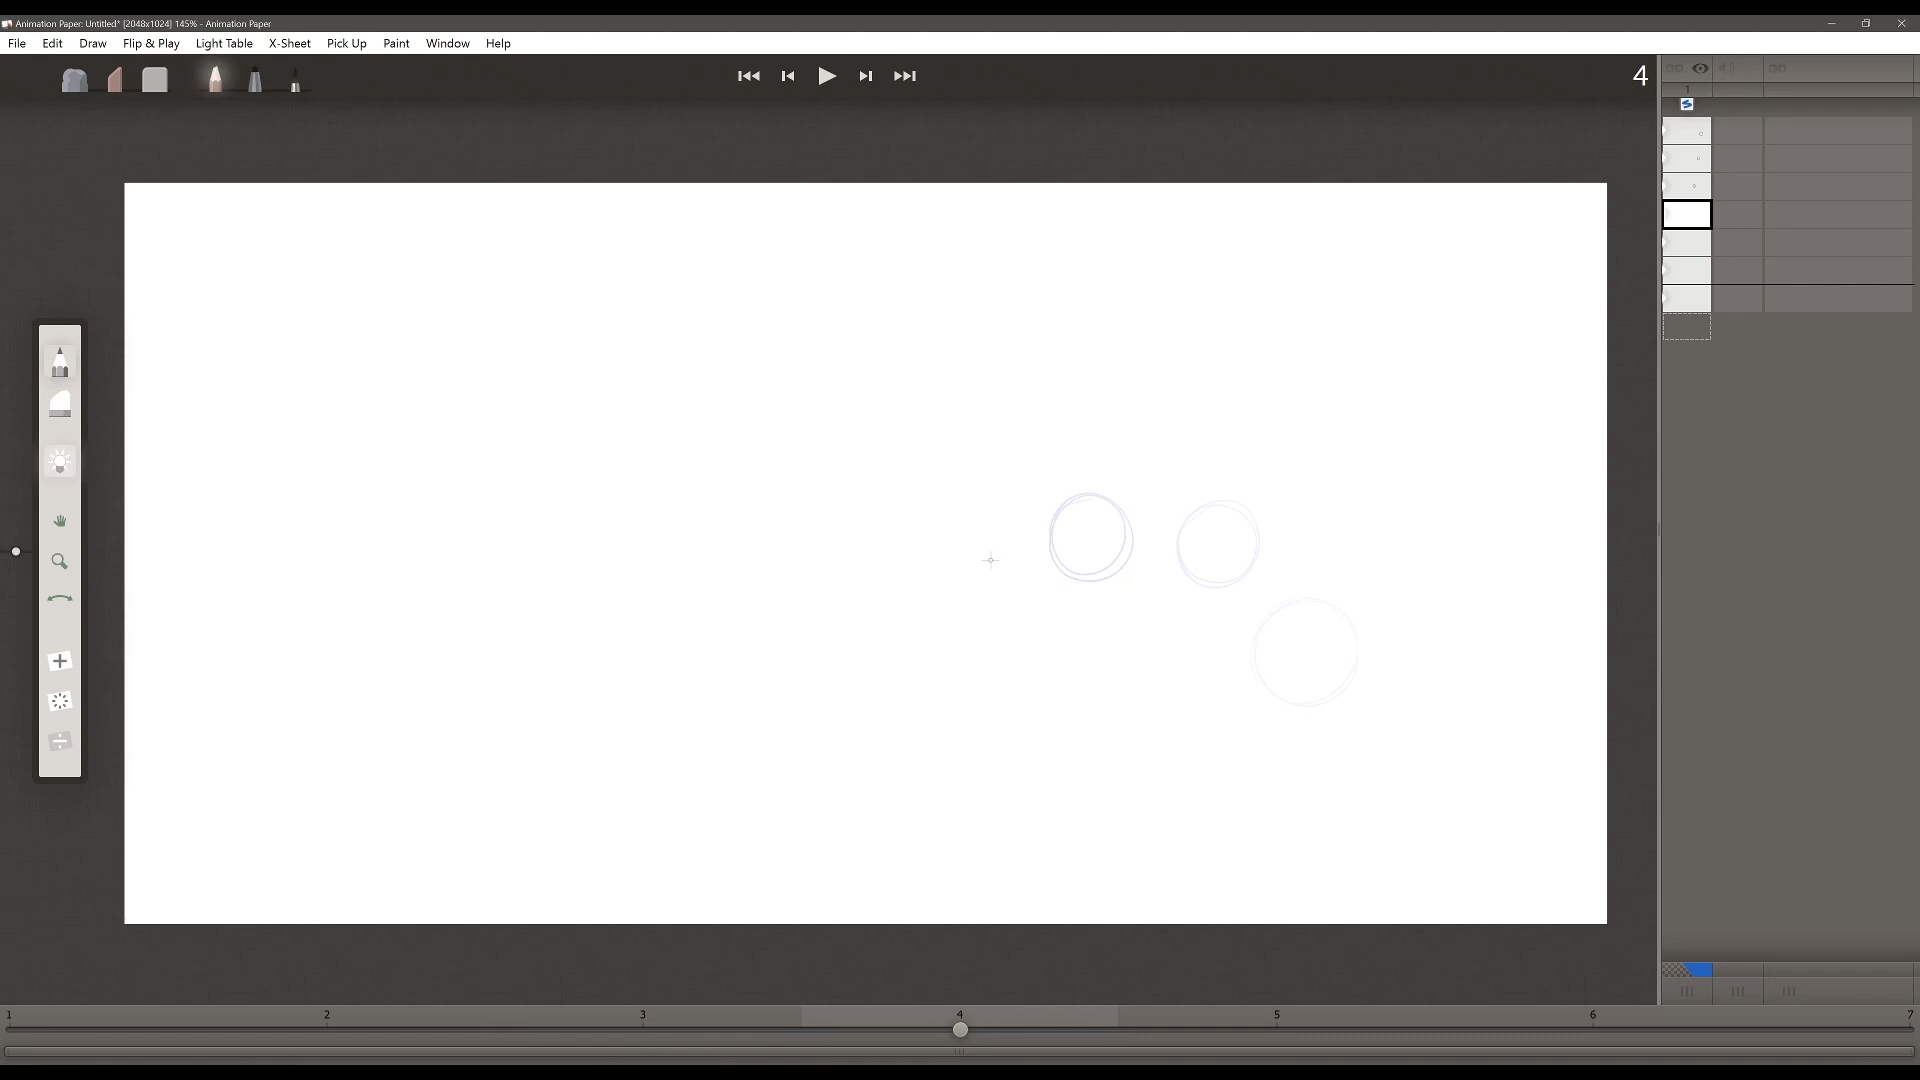 Animation Paper: Untitled* [2048x1024] 145% - Animation Paper
File Edit Draw Flip & Play Light Table X-Sheet Pick Up Paint Window Help
4
1
1 2 3 4 5 6 7